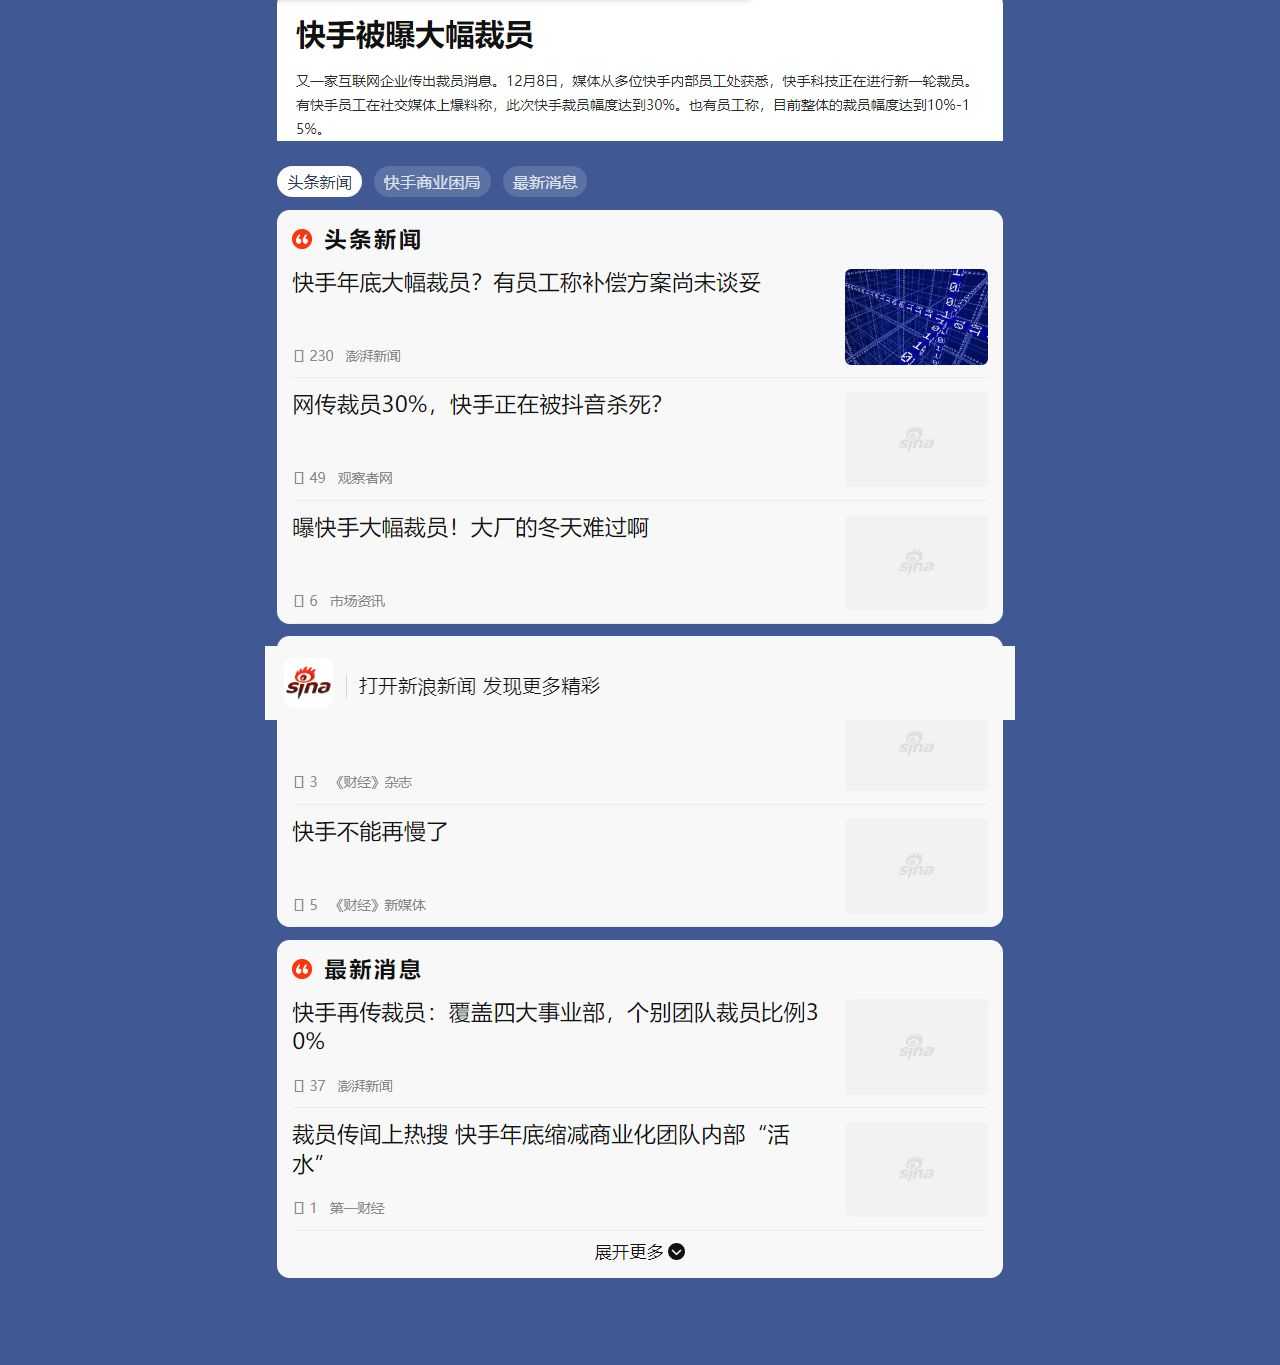 快手被曝大幅裁员
又一家互联网企业传出裁员消息。12月8日，媒体从多位快手内部员工处获悉，快手科技正在进行新一轮裁员。
有快手员工在社交媒体上爆料称，此次快手裁员幅度达到30%。也有员工称，目前整体的裁员幅度达到10%-1
5%。
头条新闻 快手商业困局 最新消息
头条新闻
快手年底大幅裁员？有员工称补偿方案尚未谈妥
230 澎湃新闻
网传裁员30%，快手正在被抖音杀死？
sina
49 观察者网
曝快手大幅裁员！大厂的冬天难过啊
sina
6 市场资讯
sina 打开新浪新闻 发现更多精彩
sina
3 《财经》杂志
快手不能再慢了
sina
5 《财经》新媒体
最新消息
快手再传裁员：覆盖四大事业部，个别团队裁员比例3
0%
sina
37 澎湃新闻
裁员传闻上热搜 快手年底缩减商业化团队内部“活
水”
sina
1 第一财经
展开更多